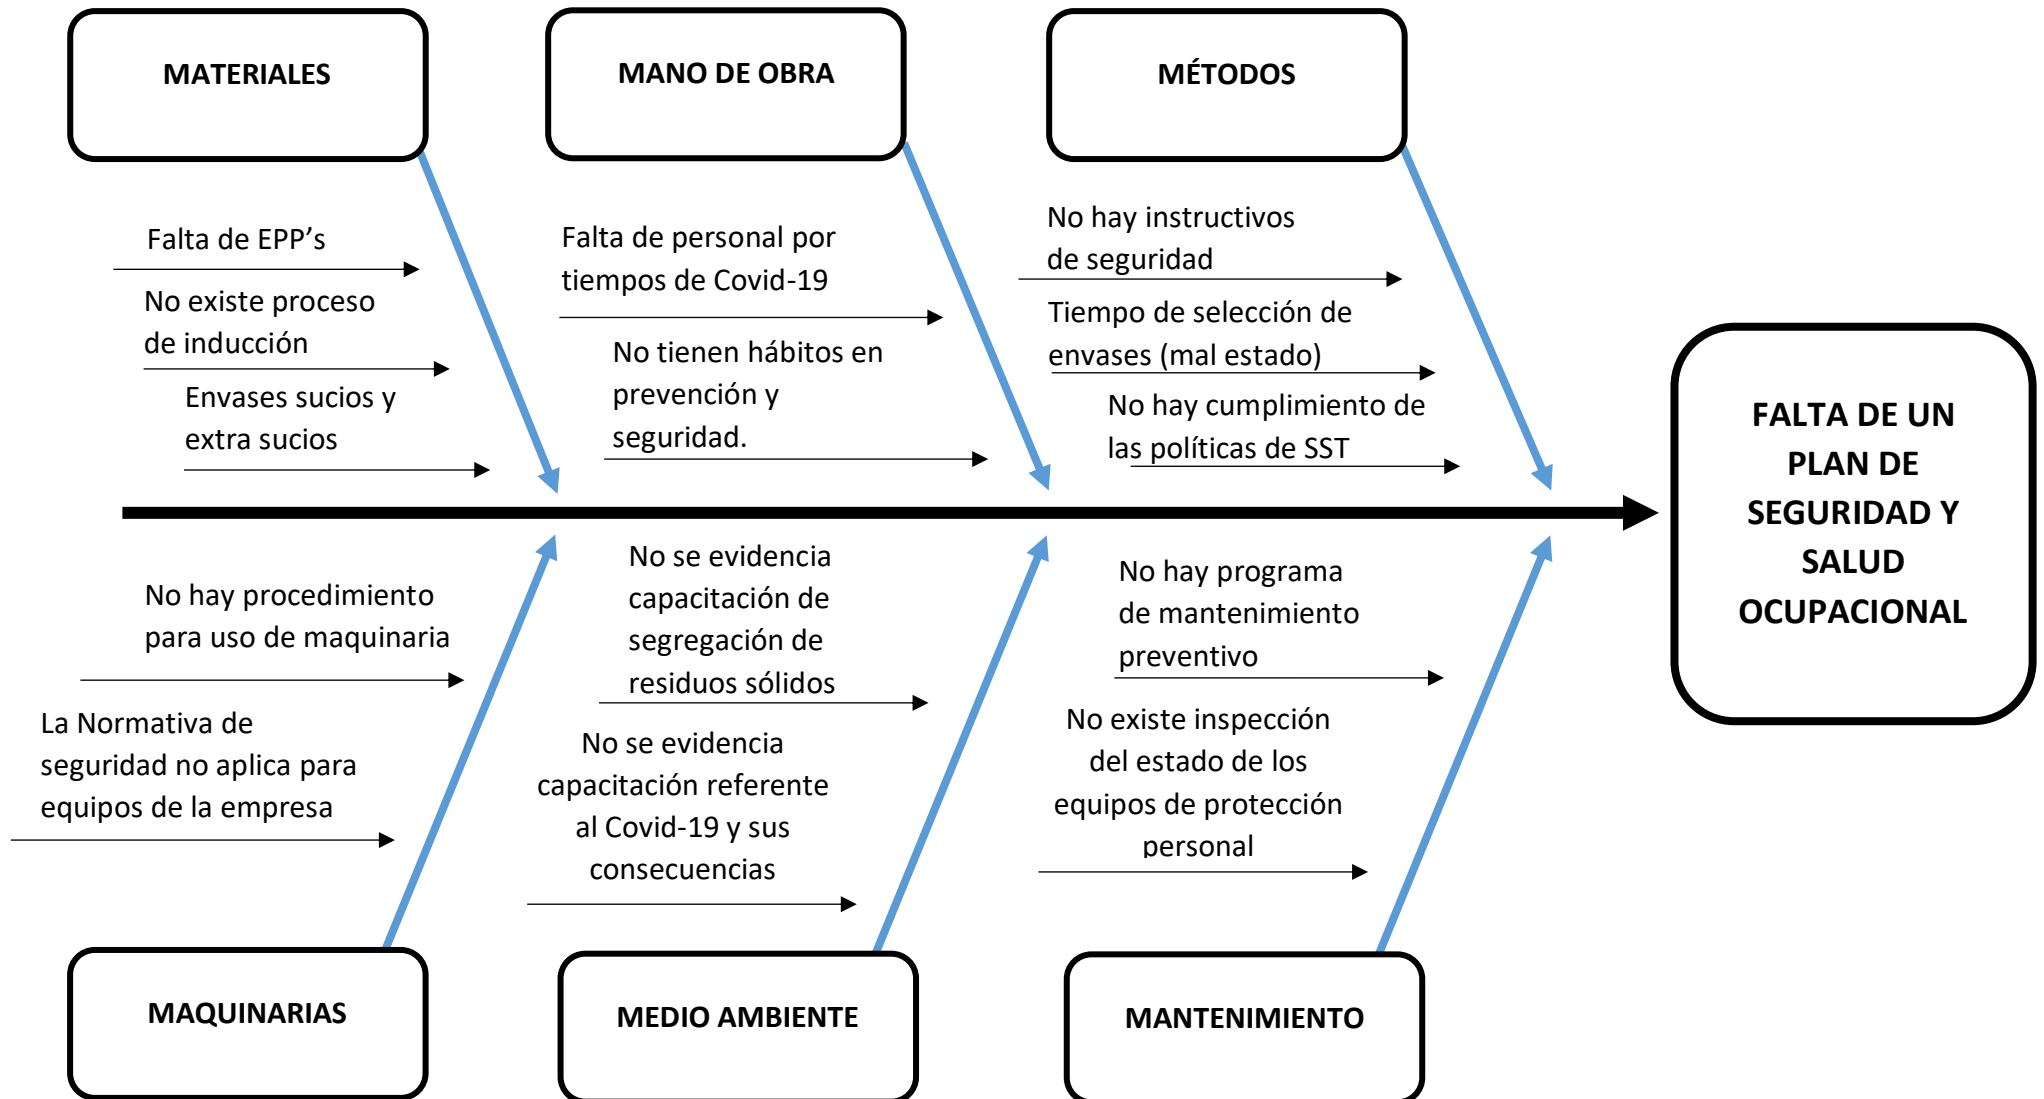 MATERIALES
MANO DE OBRA
MÉTODOS
Falta de EPP’s
No existe proceso
de inducción
Envases sucios y
extra sucios
Falta de personal por
tiempos de Covid-19
No tienen hábitos en
prevención y
seguridad.
No hay instructivos
de seguridad
Tiempo de selección de
envases (mal estado)
No hay cumplimiento de
las políticas de SST
FALTA DE UN
PLAN DE
SEGURIDAD Y
SALUD
OCUPACIONAL
No hay procedimiento
para uso de maquinaria
La Normativa de
seguridad no aplica para
equipos de la empresa
No se evidencia
capacitación de
segregación de
residuos sólidos
No se evidencia
capacitación referente
al Covid-19 y sus
consecuencias
No hay programa
de mantenimiento
preventivo
No existe inspección
del estado de los
equipos de protección
personal
MAQUINARIAS
MEDIO AMBIENTE
MANTENIMIENTO